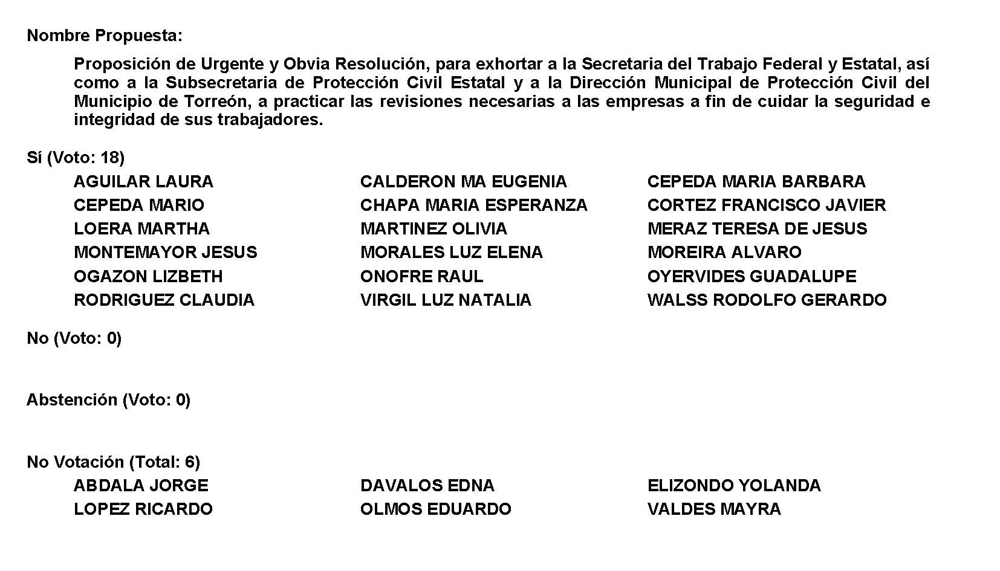 Nombre Propuesta:
Proposición de Urgente y Obvia Resolución, para exhortar a la Secretaria del Trabajo Federal y Estatal, así
como a la Subsecretaria de Protección Civil Estatal y a la Dirección Municipal de Protección Civil del
Municipio de Torreón, a practicar las revisiones necesarias a las empresas a fin de cuidar la seguridad e
integridad de sus trabajadores.
Sí (Voto: 18)
AGUILAR LAURA CALDERON MA EUGENIA CEPEDA MARIA BARBARA
CEPEDA MARIO CHAPA MARIA ESPERANZA CORTEZ FRANCISCO JAVIER
LOERA MARTHA MARTINEZ OLIVIA MERAZ TERESA DE JESUS
MONTEMAYOR JESUS MORALES LUZ ELENA MOREIRA ALVARO
OGAZON LIZBETH ONOFRE RAUL OYERVIDES GUADALUPE
RODRIGUEZ CLAUDIA VIRGIL LUZ NATALIA WALSS RODOLFO GERARDO
No (Voto: 0)
Abstención (Voto: 0)
No Votación (Total: 6)
ABDALA JORGE DAVALOS EDNA ELIZONDO YOLANDA
LOPEZ RICARDO OLMOS EDUARDO VALDES MAYRA